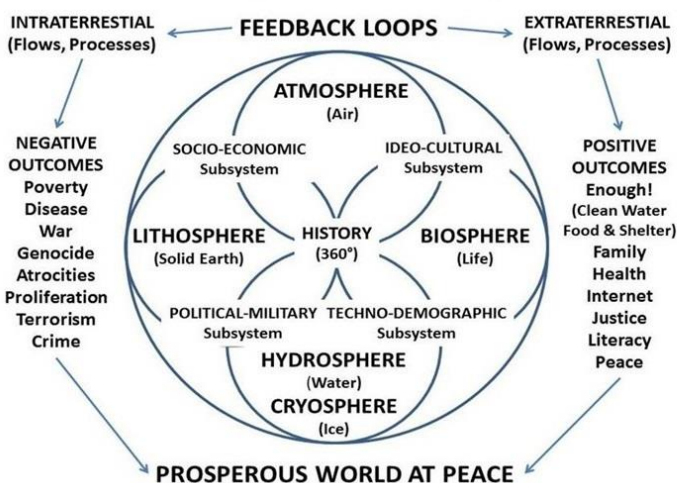 INTRATERRESTIAL
(Flows, Processes)
FEEDBACK LOOPS
EXTRATERRESTIAL
(Flows, Processes)
NEGATIVE
OUTCOMES
Poverty
Disease
War
Genocide
Atrocities
Proliferation
Terrorism
Crime
ATMOSPHERE
(Air)
SOCIO-ECONOMIC
Subsystem
IDEO-CULTURAL
Subsystem
LITHOSPHERE
(Solid Earth)
HISTORY
(360°)
BIOSPHERE
(Life)
POLITICAL-MILITARY
Subsystem
TECHNO-DEMOGRAPHIC
Subsystem
HYDROSPHERE
(Water)
CRYOSPHERE
(Ice)
POSITIVE
OUTCOMES
Enough!
(Clean Water
Food & Shelter)
Family
Health
Internet
Justice
Literacy
Peace
PROSPEROUS WORLD AT PEACE